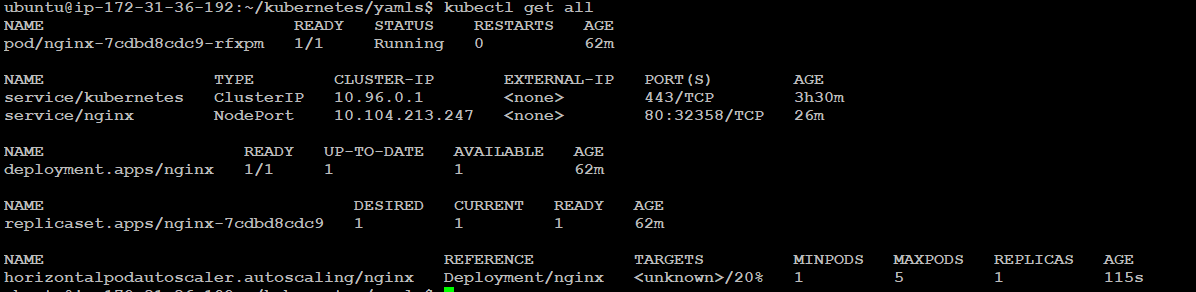 ubuntu@ip-172-31-36-192:~/kubernetes/yamls$ kubectl get all
NAME READY STATUS RESTARTS AGE
pod/nginx-7cdbd8cdc9-rfxpm 1/1 Running 0 62m
NAME TYPE CLUSTER-IP EXTERNAL-IP PORT(S) AGE
service/kubernetes ClusterIP 10.96.0.1 <none> 443/TCP 3h30m
service/nginx NodePort 10.104.213.247 <none> 80:32358/TCP 26m
NAME READY UP-TO-DATE AVAILABLE AGE
deployment.apps/nginx 1/1 1 1 62m
NAME DESIRED CURRENT READY AGE
replicaset.apps/nginx-7cdbd8cdc9 1 1 1 62m
NAME REFERENCE TARGETS MINPODS MAXPODS REPLICAS AGE
horizontalpodautoscaler.autoscaling/nginx Deployment/nginx <unknown>/20% 1 5 1 115s